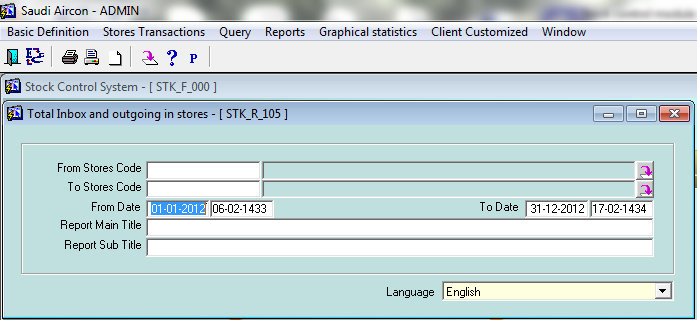 Saudi Aircon - ADMIN
Basic Definition Stores Transactions Query Reports Graphical statistics Client Customized Window
? P
Stock Control System - [ STK_F_000 ]
Total Inbox and outgoing in stores - [ STK_R_105 ]
From Stores Code
To Stores Code
From Date 01-01-2012 06-02-1433 To Date 31-12-2012 17-02-1434
Report Main Title
Report Sub Title
Language English